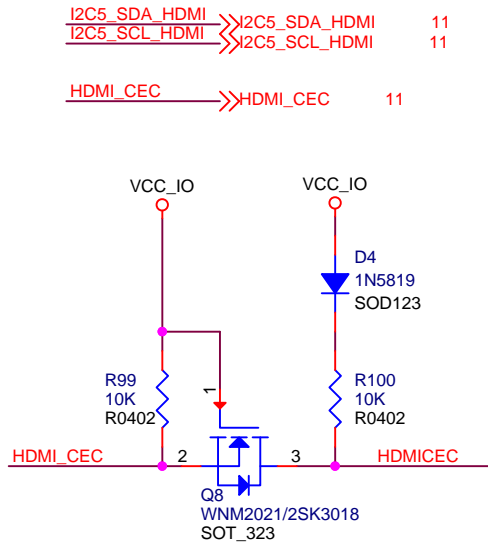 I2C5_SDA_HDMI I2C5_SDA_HDMI 11
I2C5_SCL_HDMI I2C5_SCL_HDMI 11
HDMI_CEC HDMI_CEC 11
VCC_IO VCC_IO
D4
1N5819
SOD123
R99 1 R100
10K 10K
R0402 R0402
HDMI_CEC 2 3 HDMICEC
Q8
WNM2021/2SK3018
SOT_323